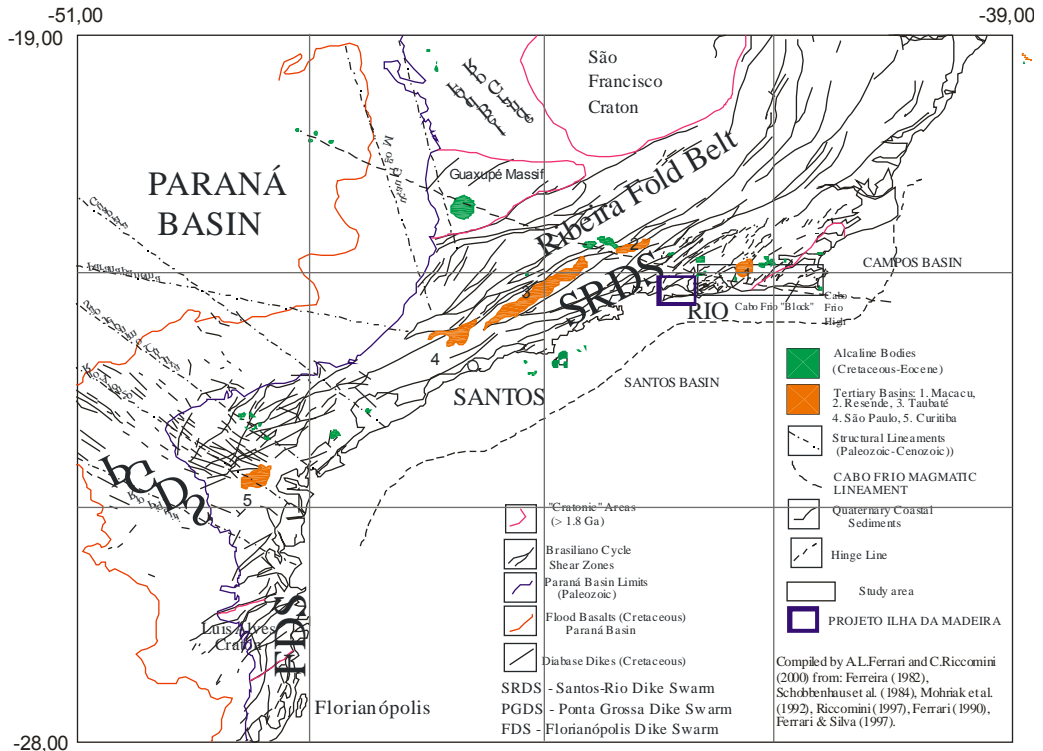 -51,00
-39,00
-19,00
São
Francisco
Craton
Guaxupé Massif
PARANÁ
BASIN
Ribeira Fold Belt
SRDS
1
2
3
4
5
CAMPOS BASIN
RIO
Cabo Frio "Block"
Cabo
Frio
High
SANTOS
SANTOS BASIN
FDS
Luis Alves
Craton
Florianópolis
-28,00
Alcaline Bodies
(Cretaceous-Eocene)
Tertiary Basins: 1. Macacu,
2. Resende, 3. Taubaté
4. São Paulo, 5. Curitiba
Structural Lineaments
(Paleozoic-Cenozoic))
CABO FRIO MAGMATIC
LINEAMENT
Quaternary Coastal
Sediments
Hinge Line
Study area
PROJETO ILHA DA MADEIRA
"Cratonic" Areas
(> 1.8 Ga)
Brasiliano Cycle
Shear Zones
Paraná Basin Limits
(Paleozoic)
Flood Basalts (Cretaceous)
Paraná Basin
Diabase Dikes (Cretaceous)
SRDS - Santos-Rio Dike Swarm
PGDS - Ponta Grossa Dike Swarm
FDS - Florianópolis Dike Swarm
Compiled by A.L.Ferrari and C.Riccomini
(2000) from: Ferreira (1982),
Schobbenhaus et al. (1984), Mohriak et al.
(1992), Riccomini (1997), Ferrari (1990),
Ferrari & Silva (1997).